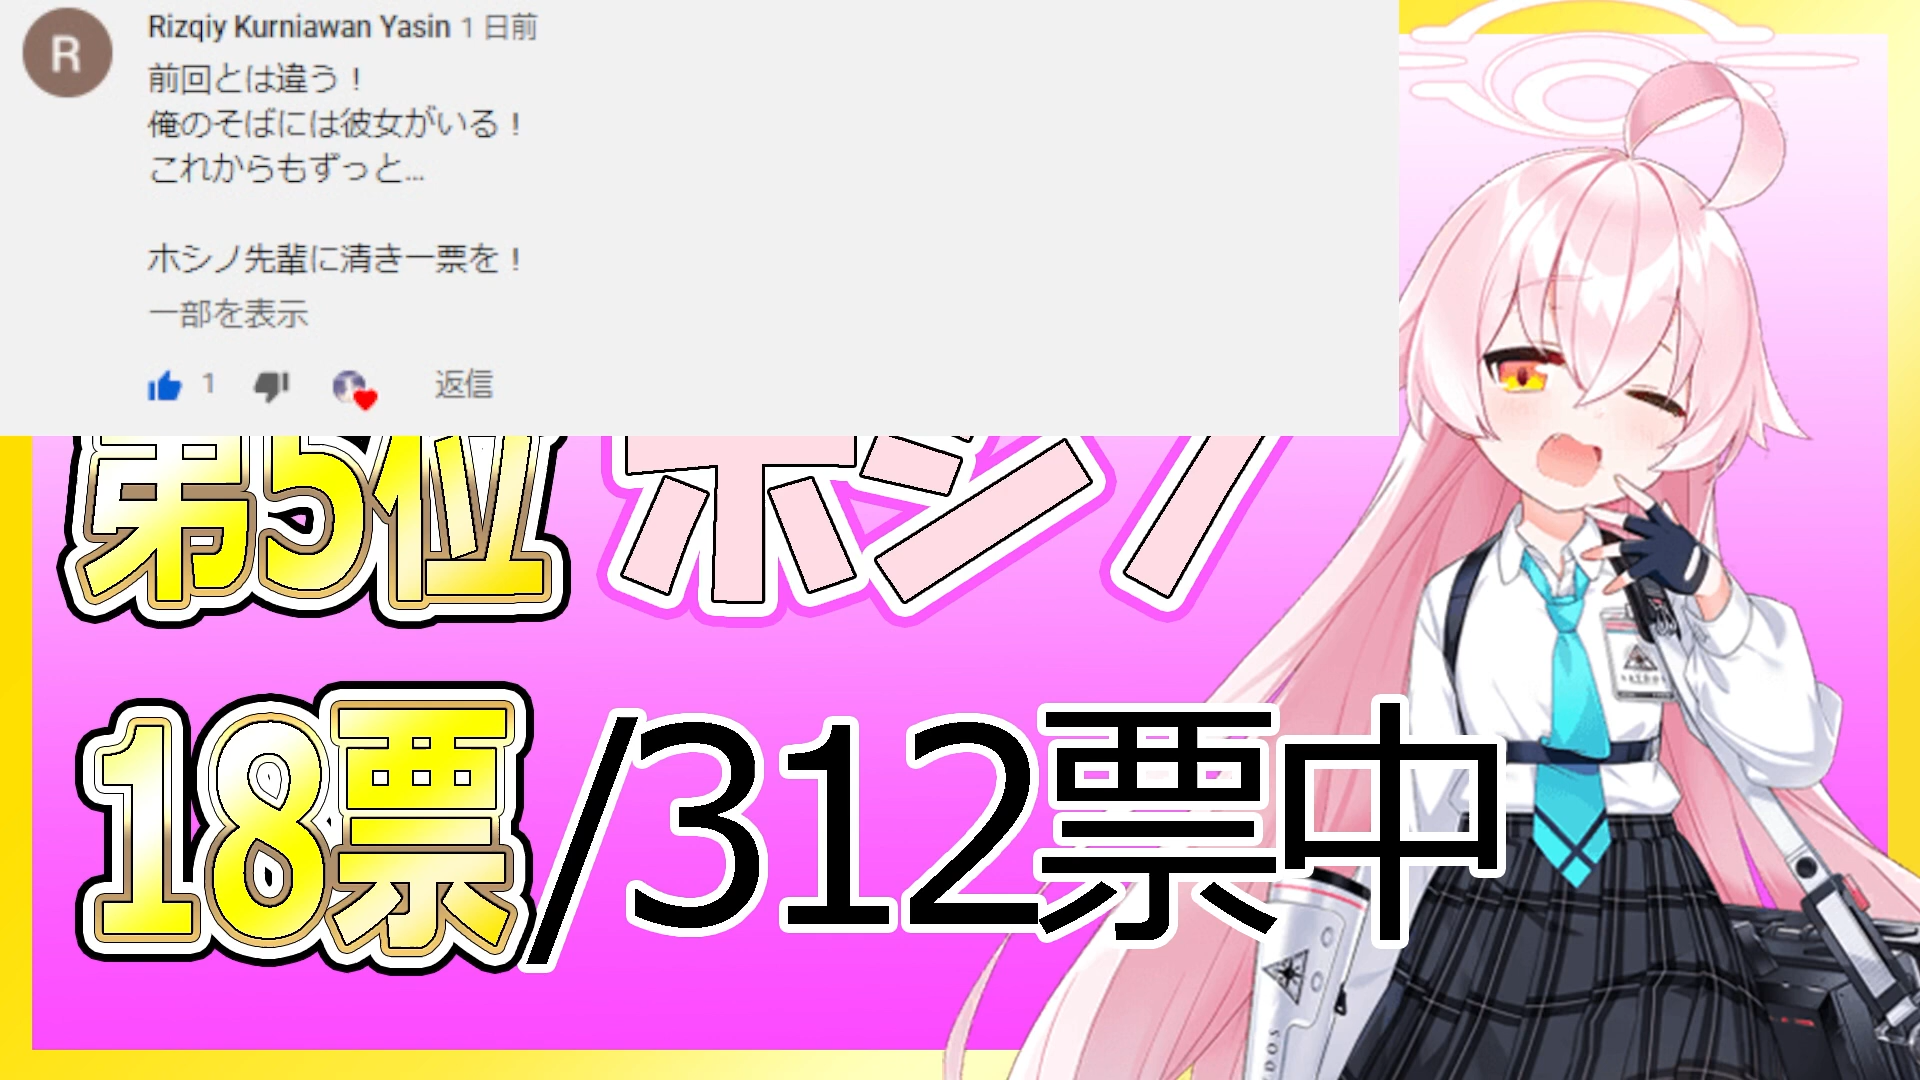 R
Rizqiy Kurniawan Yasin 1 日前
前回とは違う！
俺のそばには彼女がいる！
これからもずっと...
ホシノ先輩に清き一票を！
一部を表示
1
返信
第5位 ホシノ
18票/312票中